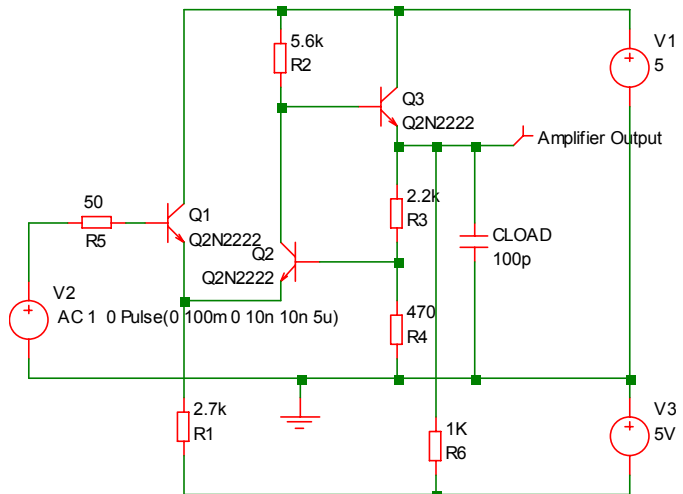 5.6k
R2
V1
5
Q3
Q2N2222
Amplifier Output
50
R5
Q1
Q2N2222
2.2k
R3
Q2
Q2N2222
CLOAD
100p
V2
AC 1 0 Pulse(0 100m 0 10n 10n 5u)
470
R4
2.7k
R1
1K
R6
V3
5V